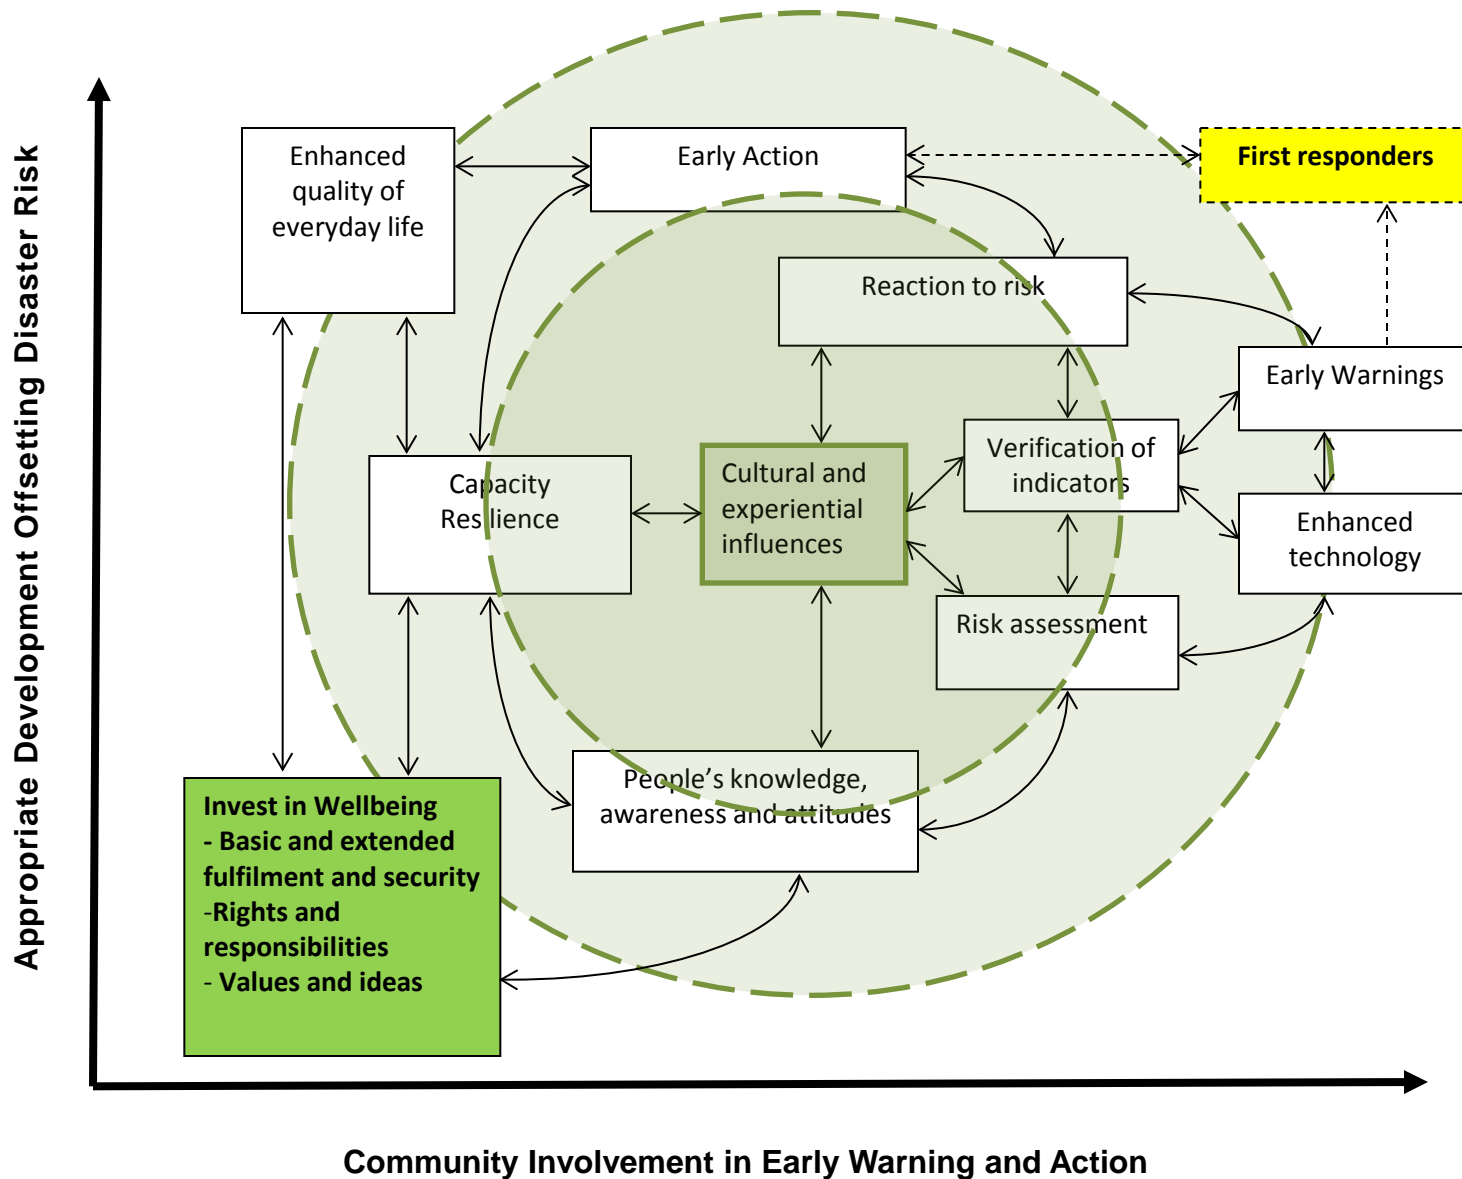 Appropriate Development Offsetting Disaster Risk
Enhanced
quality of
everyday life
Early Action
First responders
Reaction to risk
Early Warnings
Capacity
Resilience
Cultural and
experiential
influences
Verification of
indicators
Enhanced
technology
Risk assessment
People’s knowledge,
awareness and attitudes
Invest in Wellbeing
- Basic and extended
fulfilment and security
-Rights and
responsibilities
- Values and ideas
Community Involvement in Early Warning and Action